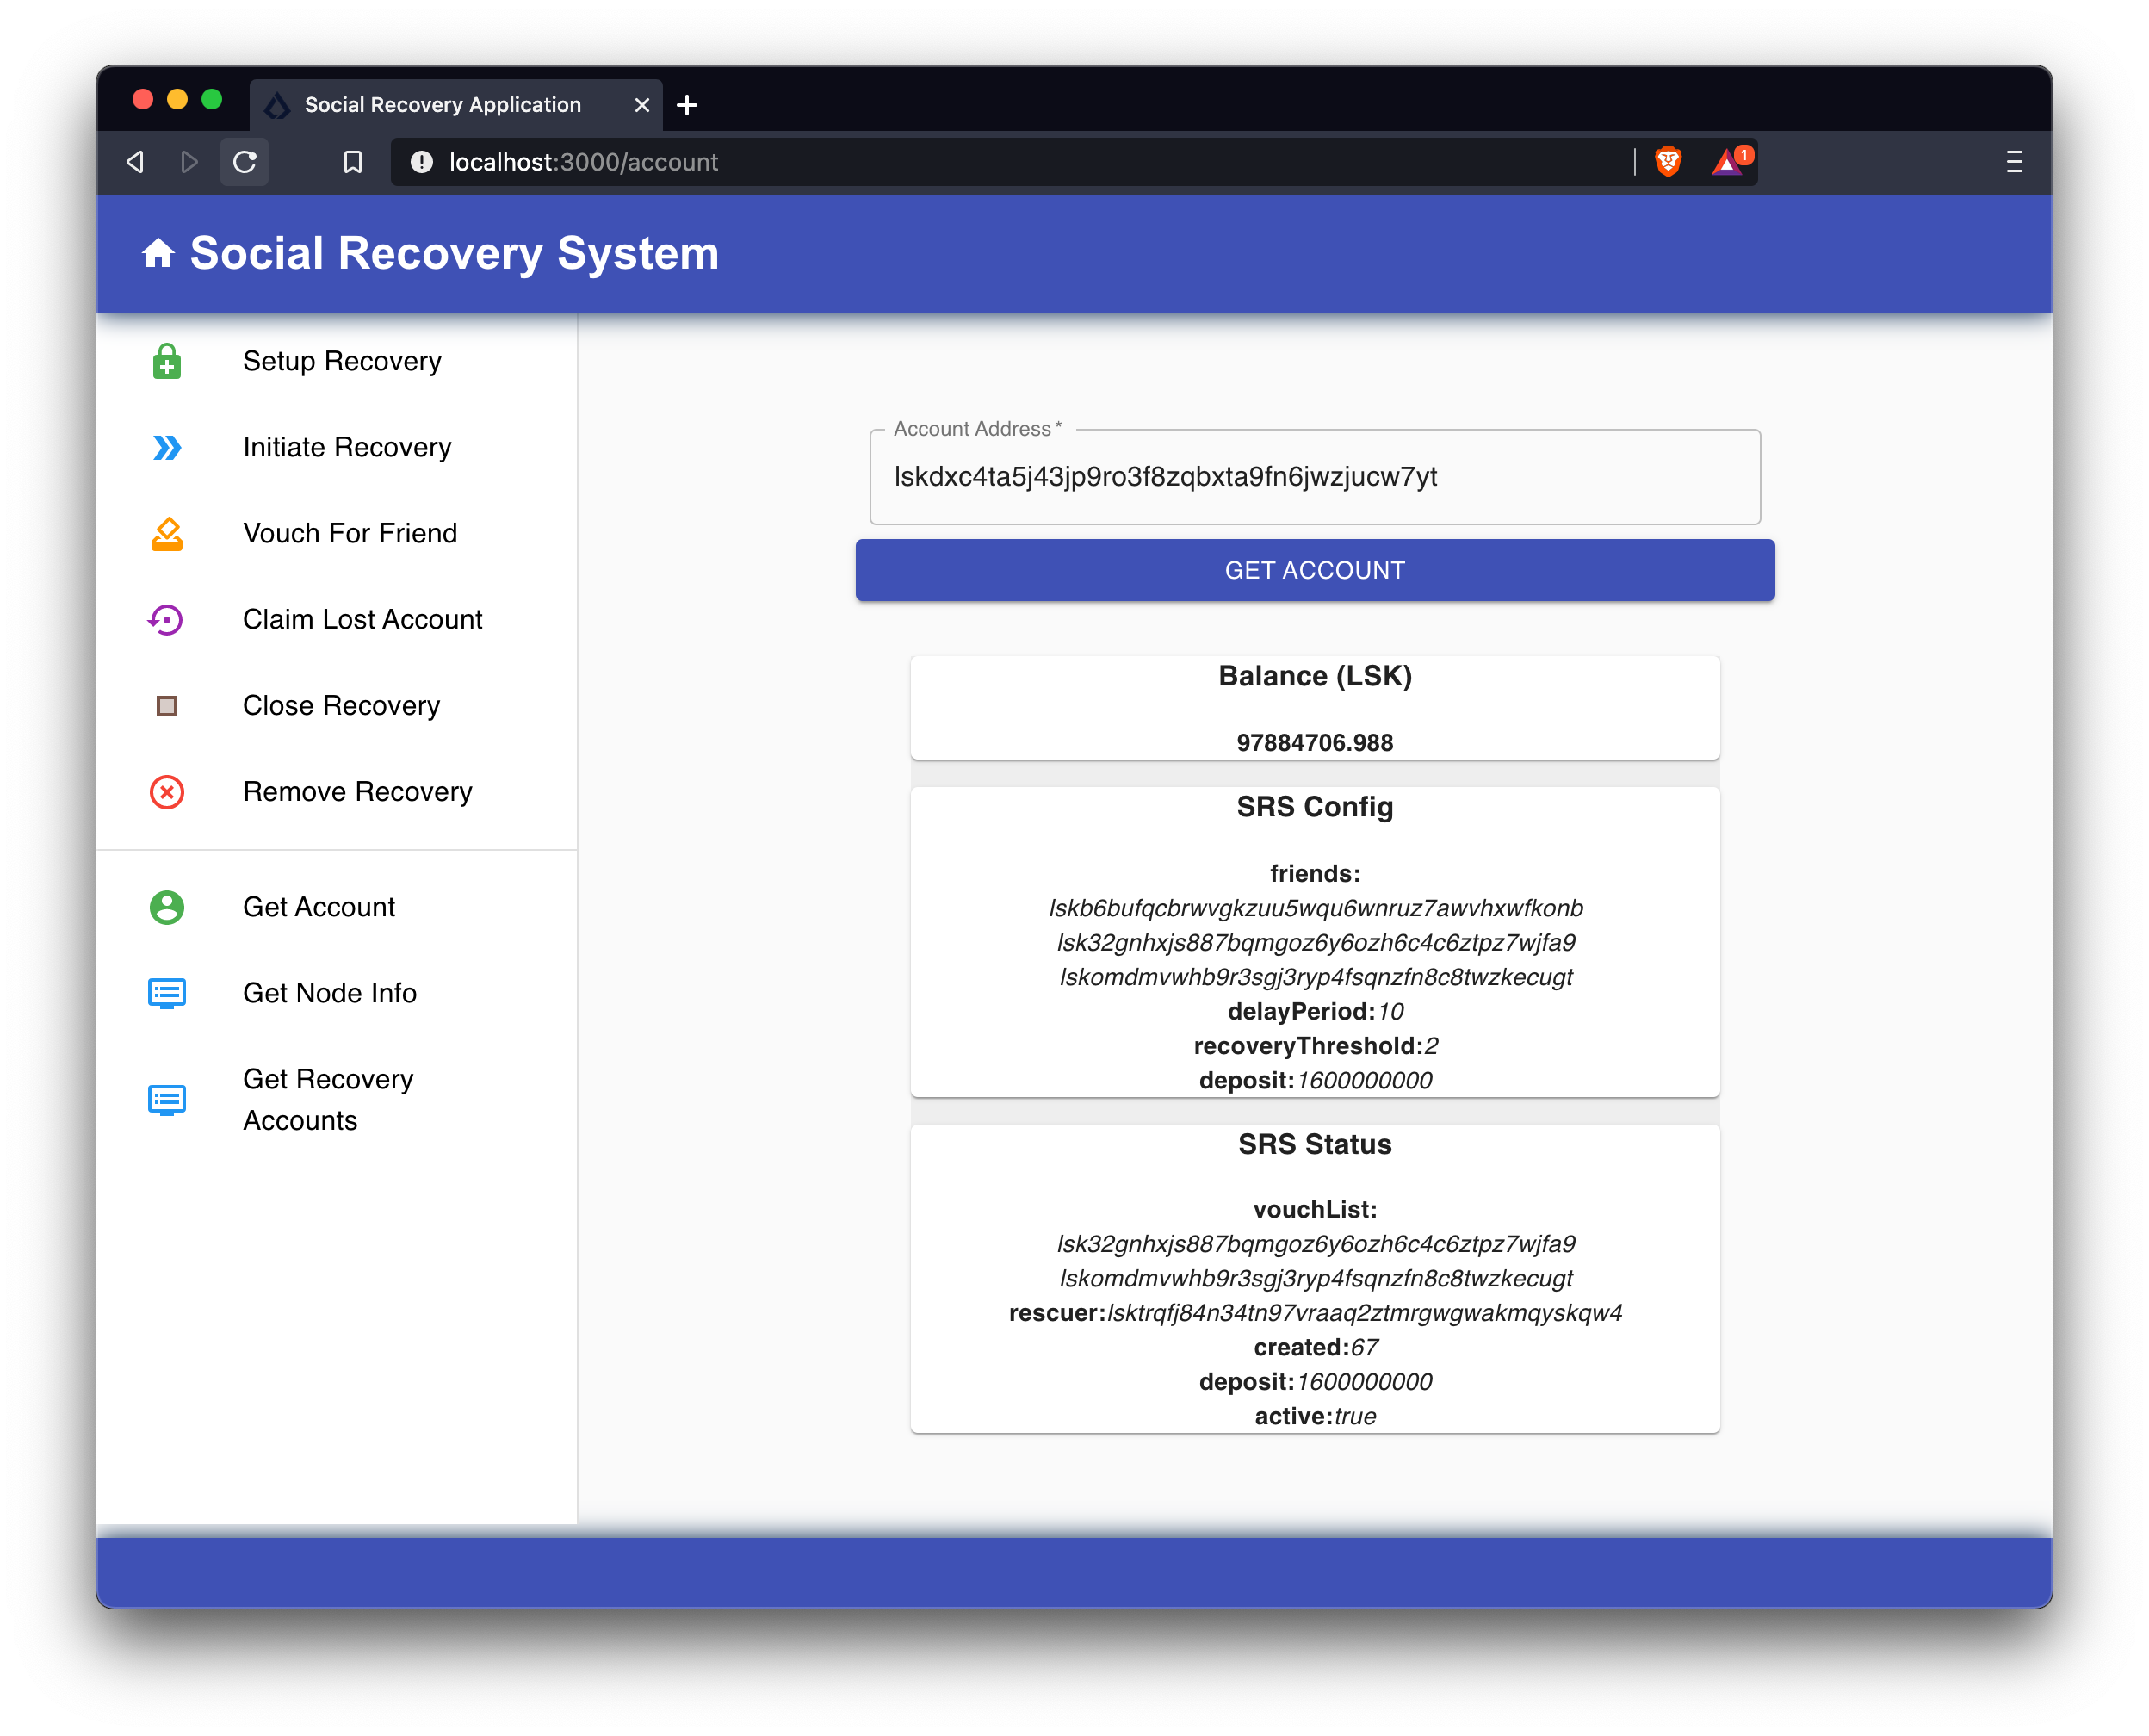 Social Recovery Application
localhost:3000/account
1
Social Recovery System
Setup Recovery
Initiate Recovery
Vouch For Friend
Claim Lost Account
Close Recovery
Remove Recovery
Get Account
Get Node Info
Get Recovery
Accounts
Account Address *
lskdxc4ta5j43jp9ro3f8zqbxta9fn6jwzjucw7yt
GET ACCOUNT
Balance (LSK)
97884706.988
SRS Config
friends:
lskb6bufqcbrwvgkzuu5wqu6wnruz7awvhxwfkonb
lsk32gnhxjs887bqmgoz6y6ozh6c4c6ztpz7wjfa9
lskomdmvwhb9r3sgj3ryp4fsqnzfn8c8twzkecugt
delayPeriod:10
recoveryThreshold:2
deposit:1600000000
SRS Status
vouchList:
lsk32gnhxjs887bqmgoz6y6ozh6c4c6ztpz7wjfa9
lskomdmvwhb9r3sgj3ryp4fsqnzfn8c8twzkecugt
rescuer:lsktrqfj84n34tn97vraaq2ztmrgwgwakmqyskqw4
created:67
deposit:1600000000
active:true